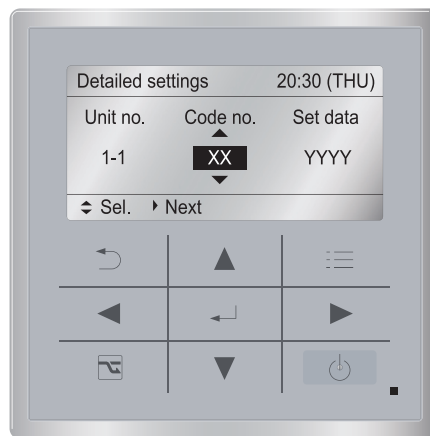 Detailed settings 20:30 (THU)
Unit no. Code no. Set data
1-1 XX YYYY
Sel. Next